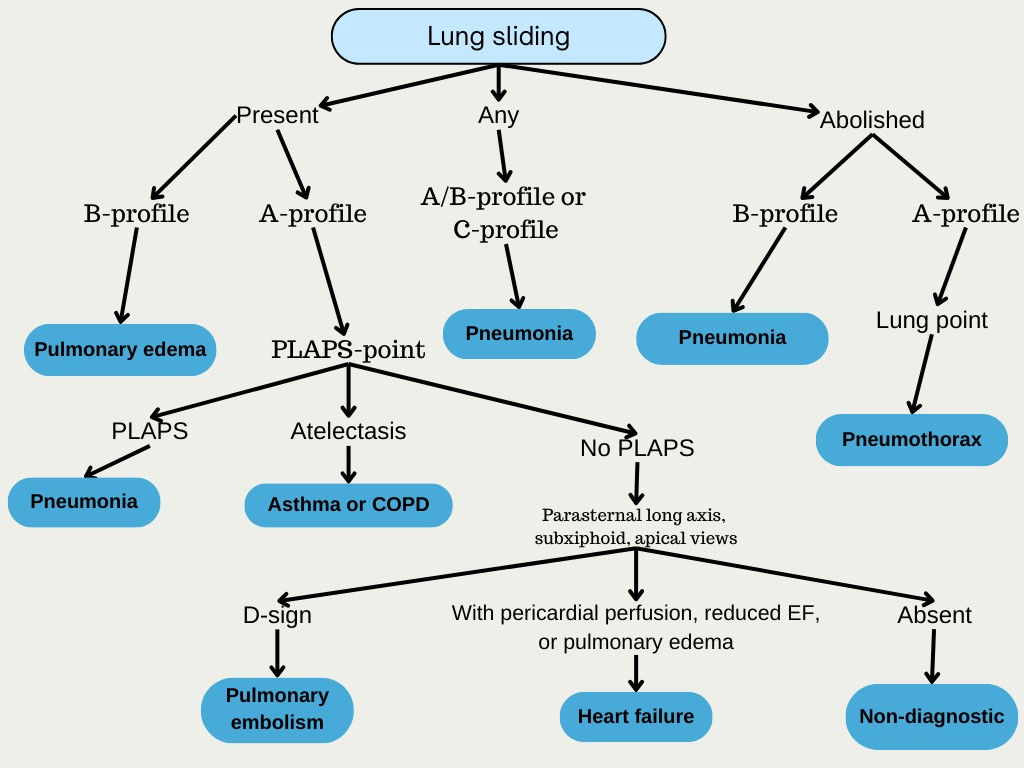 Lung sliding
Present
Any
Abolished
B-profile
A-profile
A/B-profile or
C-profile
B-profile
A-profile
Pulmonary edema
PLAPS-point
Pneumonia
Pneumonia
Lung point
PLAPS
Atelectasis
No PLAPS
Pneumothorax
Pneumonia
Asthma or COPD
Parasternal long axis,
subxiphoid, apical views
D-sign
With pericardial perfusion, reduced EF,
or pulmonary edema
Absent
Pulmonary
embolism
Heart failure
Non-diagnostic